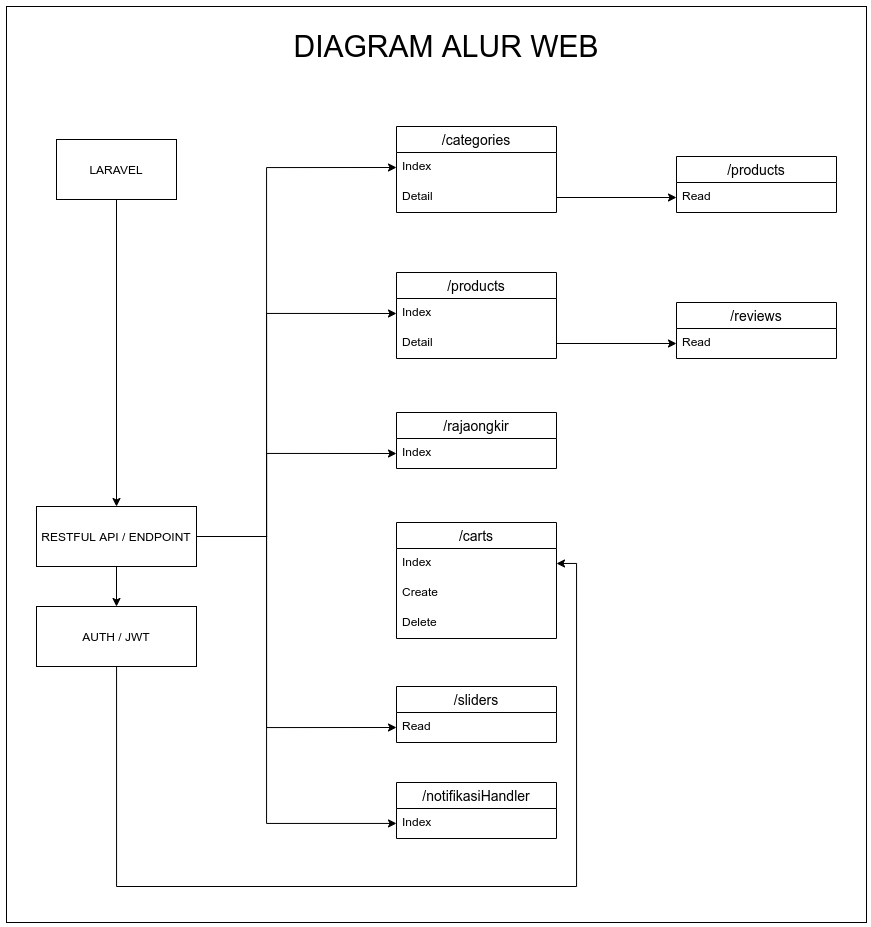 DIAGRAM ALUR WEB
LARAVEL
/categories
Index
Detail
/products
Read
/products
Index
Detail
/reviews
Read
/rajaongkir
Index
RESTFUL API / ENDPOINT
/carts
Index
Create
Delete
AUTH / JWT
/sliders
Read
/notifikasiHandler
Index